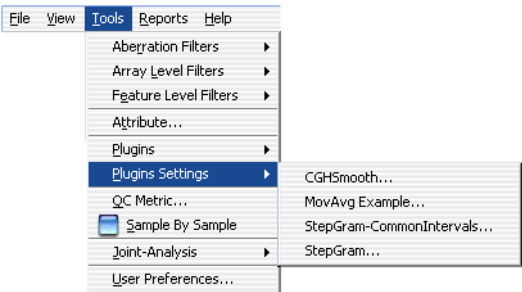 File View Tools Reports Help
Aberration Filters
Array Level Filters
Feature Level Filters
Attribute...
Plugins
Plugins Settings
CGHSmooth...
QC Metric...
MovAvg Example...
Sample By Sample
StepGram-CommonIntervals...
Joint-Analysis
StepGram...
User Preferences...